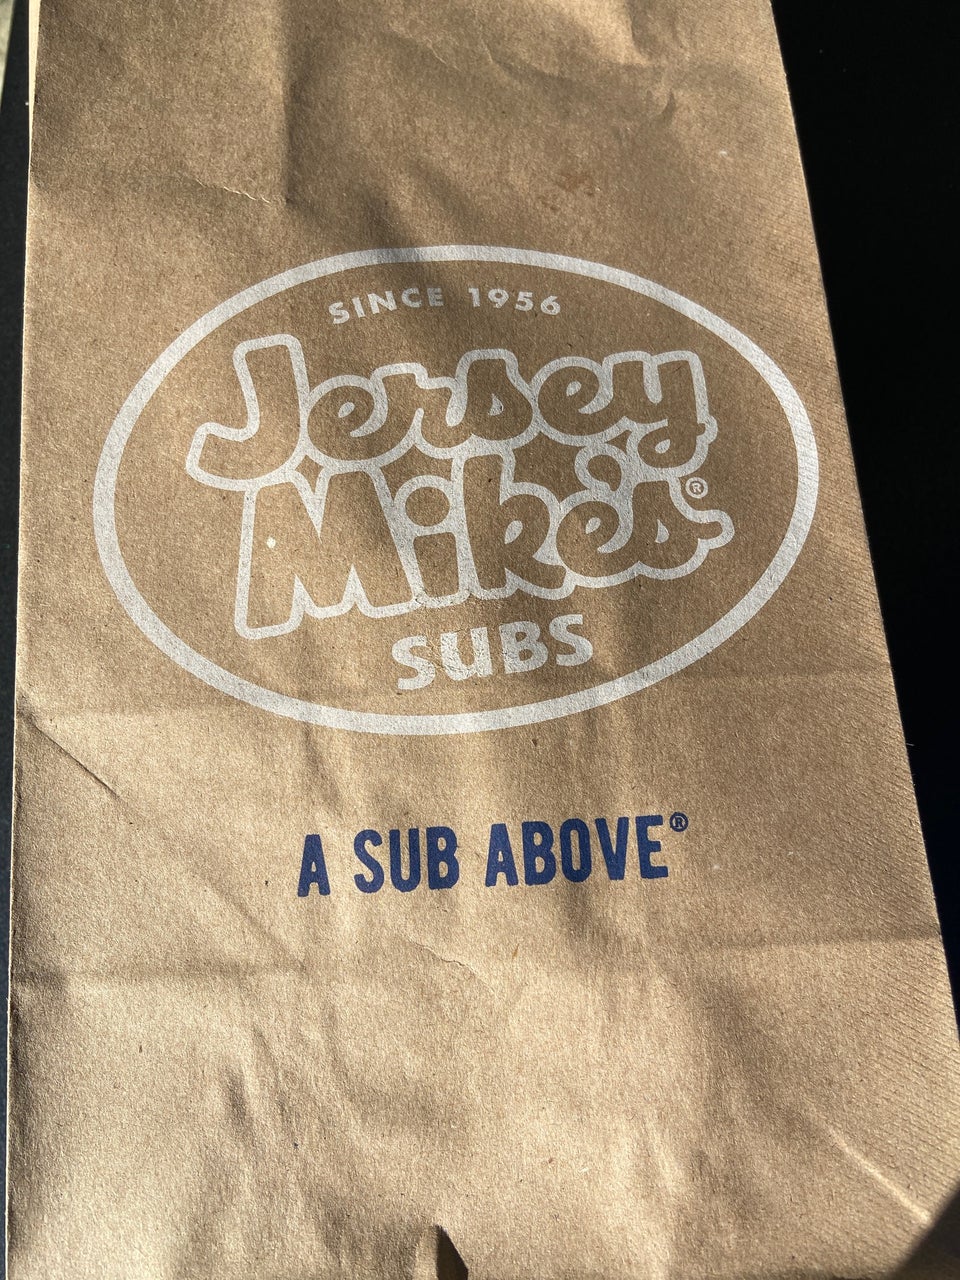 SINCE 1956
Jersey
Mike's®
SUBS
A SUB ABOVE®